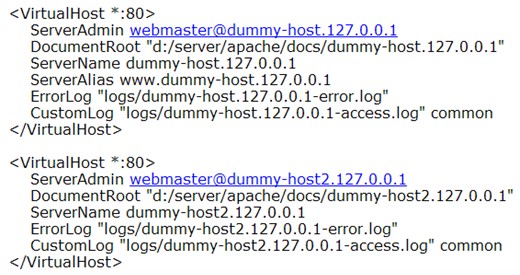 <VirtualHost *:80>
ServerAdmin webmaster@dummy-host.127.0.0.1
DocumentRoot "d:/server/apache/docs/dummy-host.127.0.0.1"
ServerName dummy-host.127.0.0.1
ServerAlias www.dummy-host.127.0.0.1
ErrorLog "logs/dummy-host.127.0.0.1-error.log"
CustomLog "logs/dummy-host.127.0.0.1-access.log" common
</VirtualHost>
<VirtualHost *:80>
ServerAdmin webmaster@dummy-host2.127.0.0.1
DocumentRoot "d:/server/apache/docs/dummy-host2.127.0.0.1"
ServerName dummy-host2.127.0.0.1
ErrorLog "logs/dummy-host2.127.0.0.1-error.log"
CustomLog "logs/dummy-host2.127.0.0.1-access.log" common
</VirtualHost>